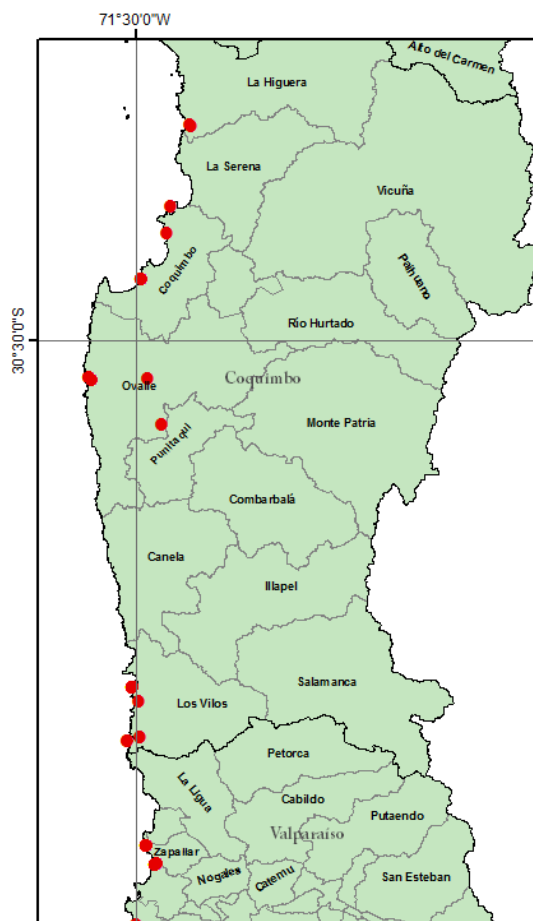 71°30'0"W
Alto del Carmen
La Higuera
La Serena
Vicuña
Coquimbo
Paihuano
Río Hurtado
30°30'0"S
Ovalle
Coquimbo
Punitaqui
Monte Patria
Combarbalá
Canela
Illapel
Salamanca
Los Vilos
Petorca
La Ligua
Cabildo
Putaendo
Valparaíso
Zapallar
Nogales
Catemu
San Esteban